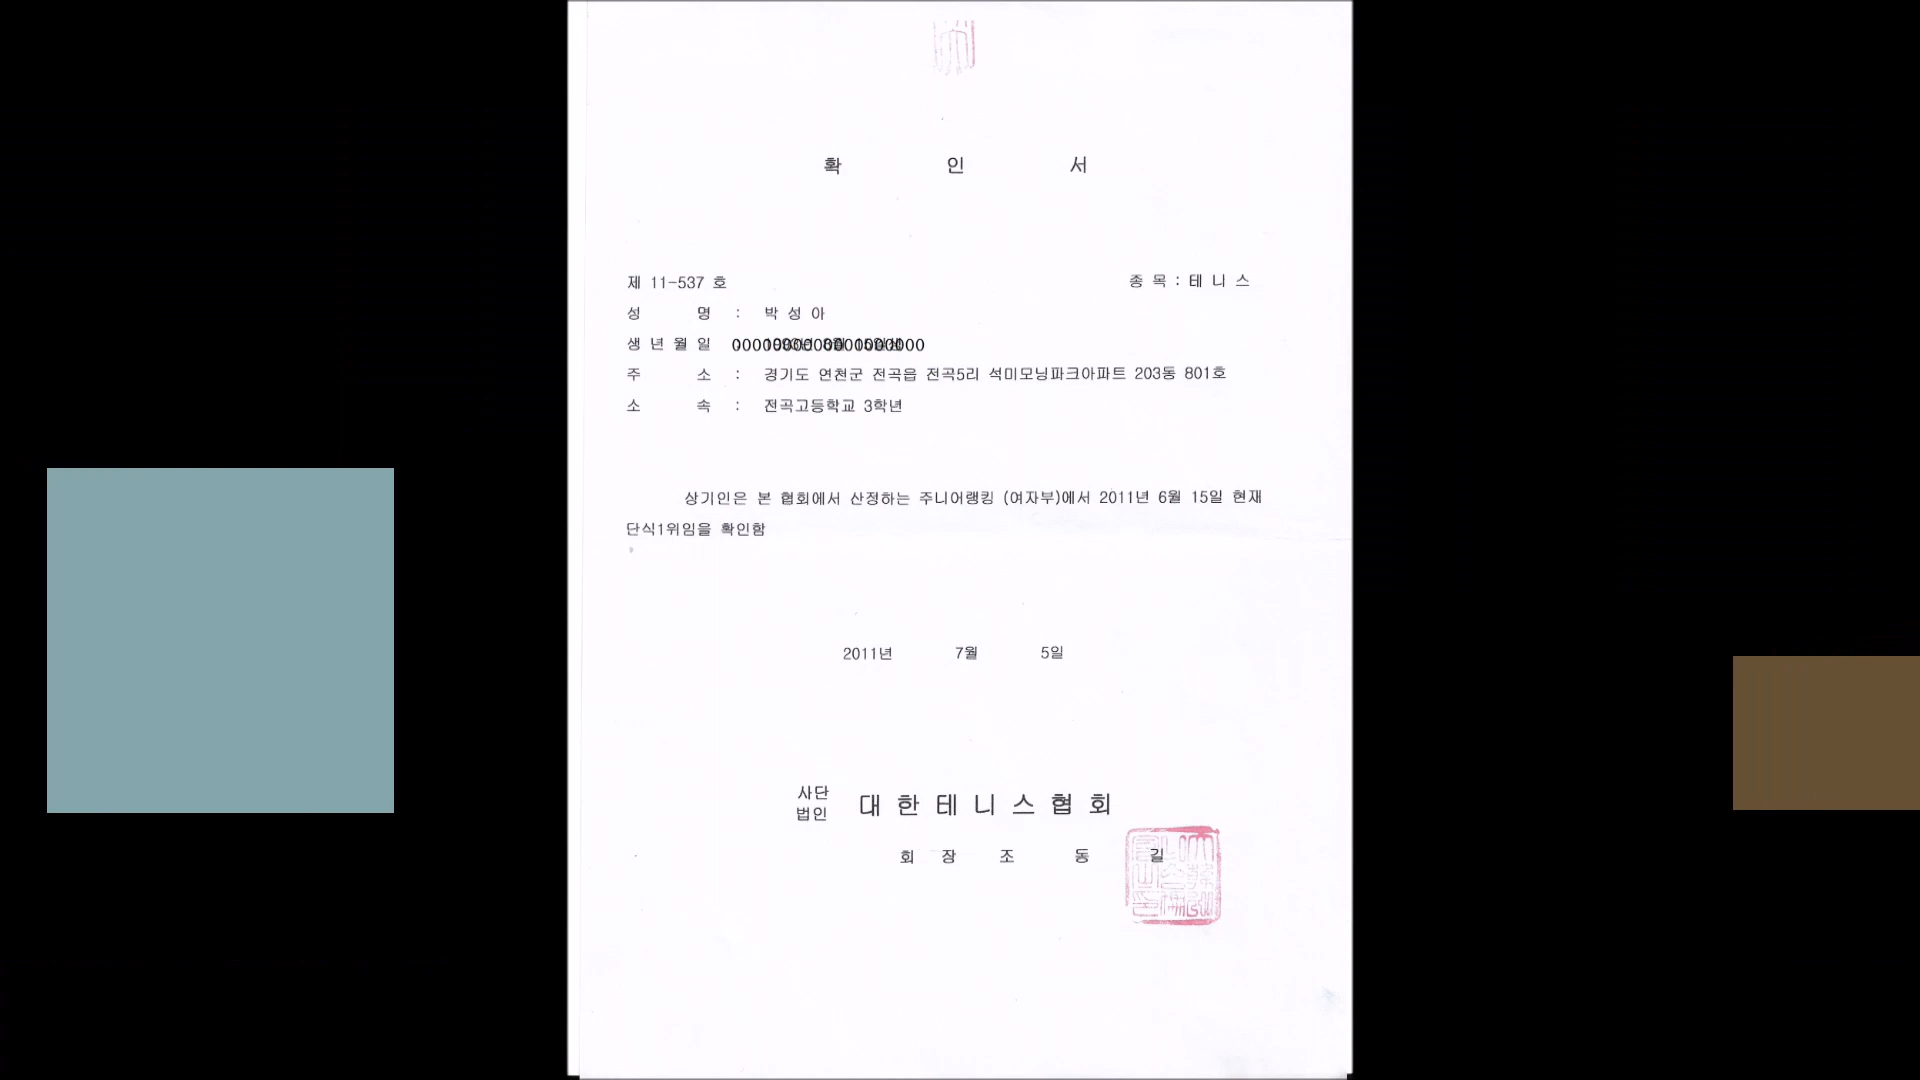 확 인 서
제 11-537 호 종 목 : 테 니 스
성 명 : 박 성 아
생 년 월 일
주 소 : 경기도 연천군 전곡읍 전곡5리 석미모닝파크아파트 203동 801호
소 속 : 전곡고등학교 3학년
상기인은 본 협회에서 산정하는 주니어랭킹 (여자부)에서 2011년 6월 15일 현재
단식1위임을 확인함
2011년 7월 5일
사단
법인 대 한 테 니 스 협 회
회 장 조 동 길